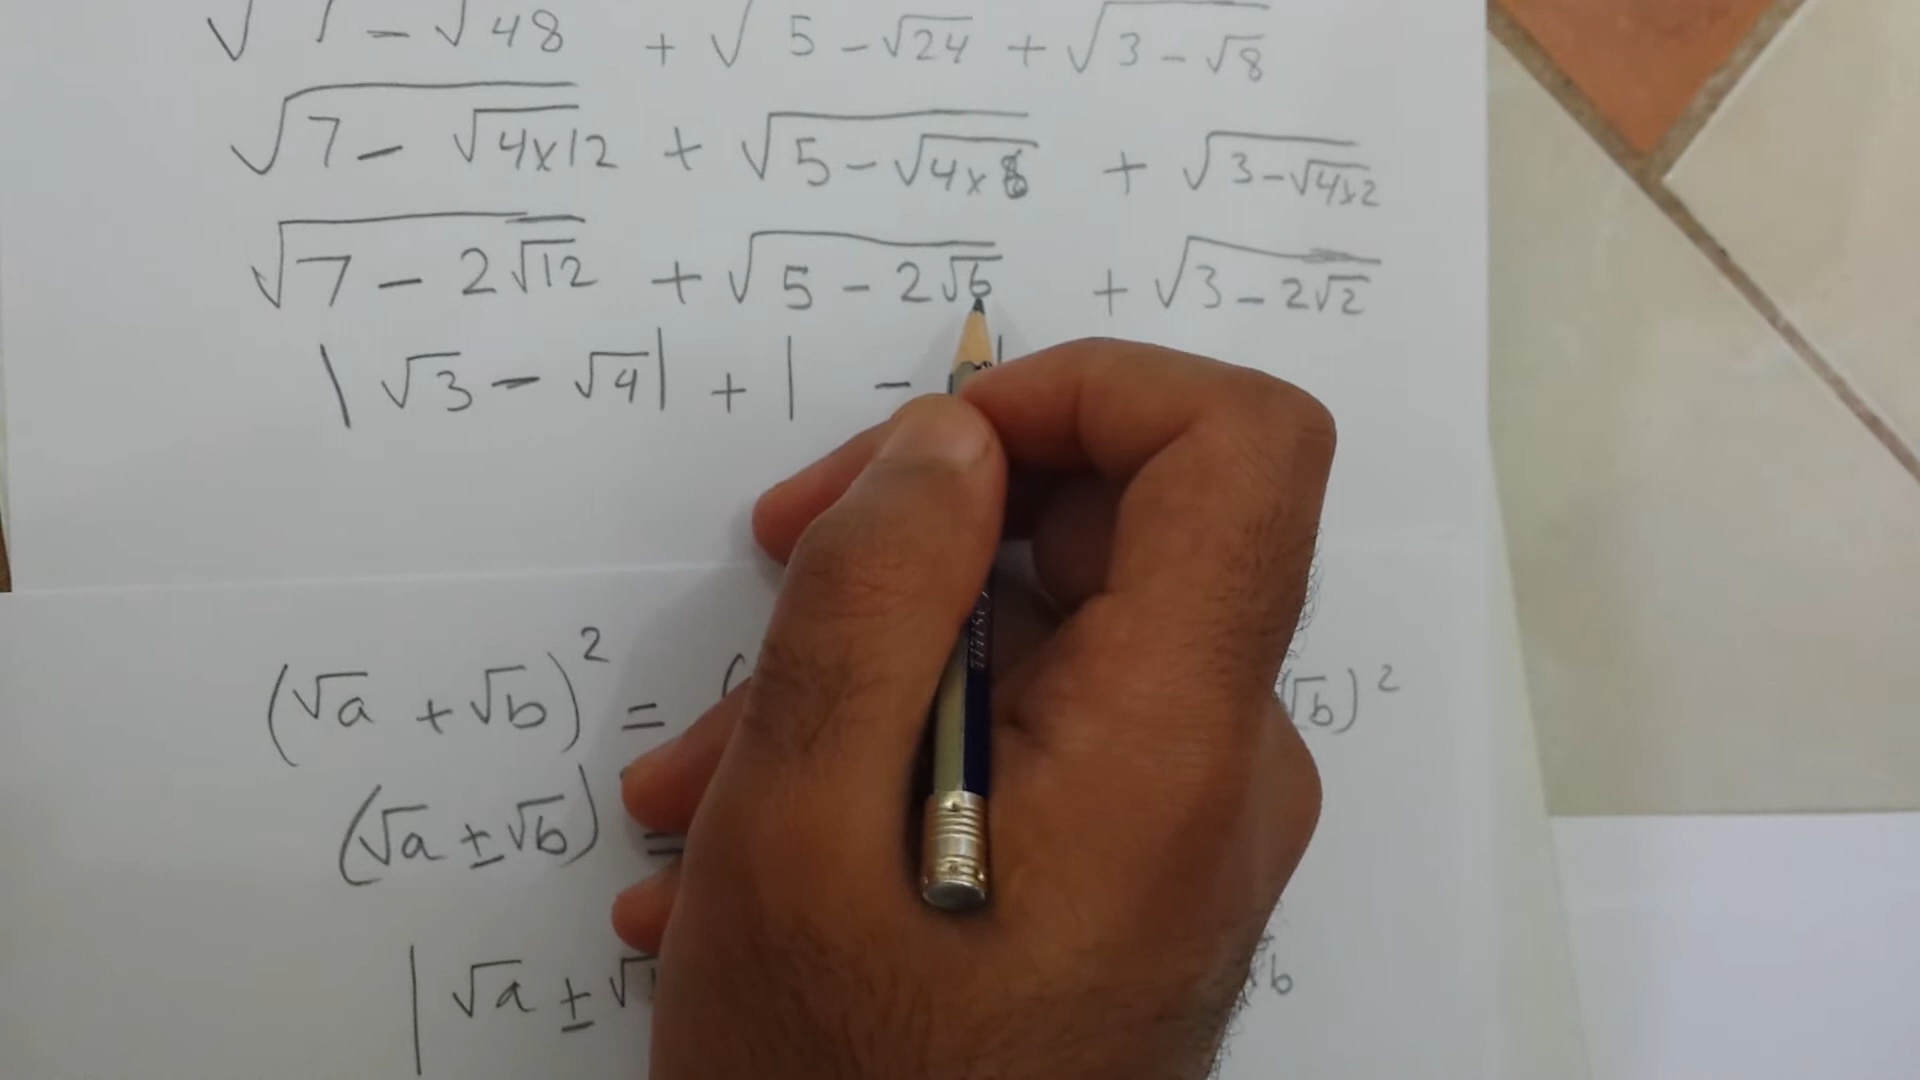 √7 - √48 + √5 - √24 + √3 - √8
√7 - √4x12 + √5 - √4x6 + √3 - √4x2
√7 - 2√12 + √5 - 2√6 + √3 - 2√2
|√3 - √4| + | - |
(√a + √b)² = ( √b)²
(√a ± √b) =
|√a ± √ b